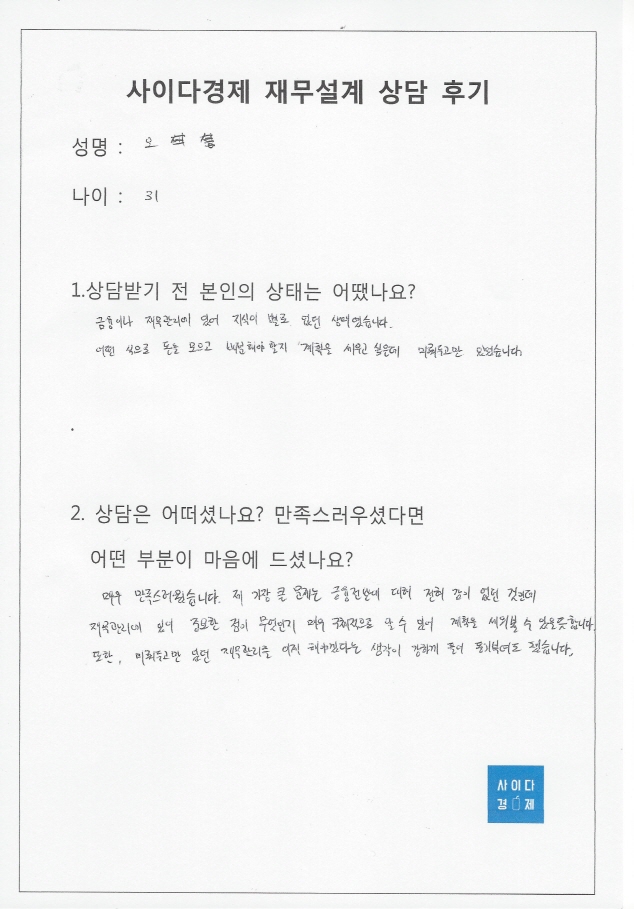 사이다경제 재무설계 상담 후기
성명 : 오
나이 : 31
1.상담받기 전 본인의 상태는 어땠나요?
금융이나 재무관리에 있어 지식이 별로 없던 상태였습니다.
어떤 식으로 돈을 모으고 해야할지 계획을 세우고 싶은데 미뤄두고만 있었습니다
2. 상담은 어떠셨나요? 만족스러우셨다면
어떤 부분이 마음에 드셨나요?
매우 만족스러웠습니다. 제 가장 큰 문제는 금융전반에 대해 전혀 감이 없던 것인데
재무관리에 있어 중요한 점이 무엇인지 매우 구체적으로 알 수 있어 계획을 세워볼 수 있을듯합니다.
또한, 미뤄두고만 있던 재무관리를 이제 해야겠다는 생각이 강하게 들어 동기부여도 됐습니다.
사이다
경제